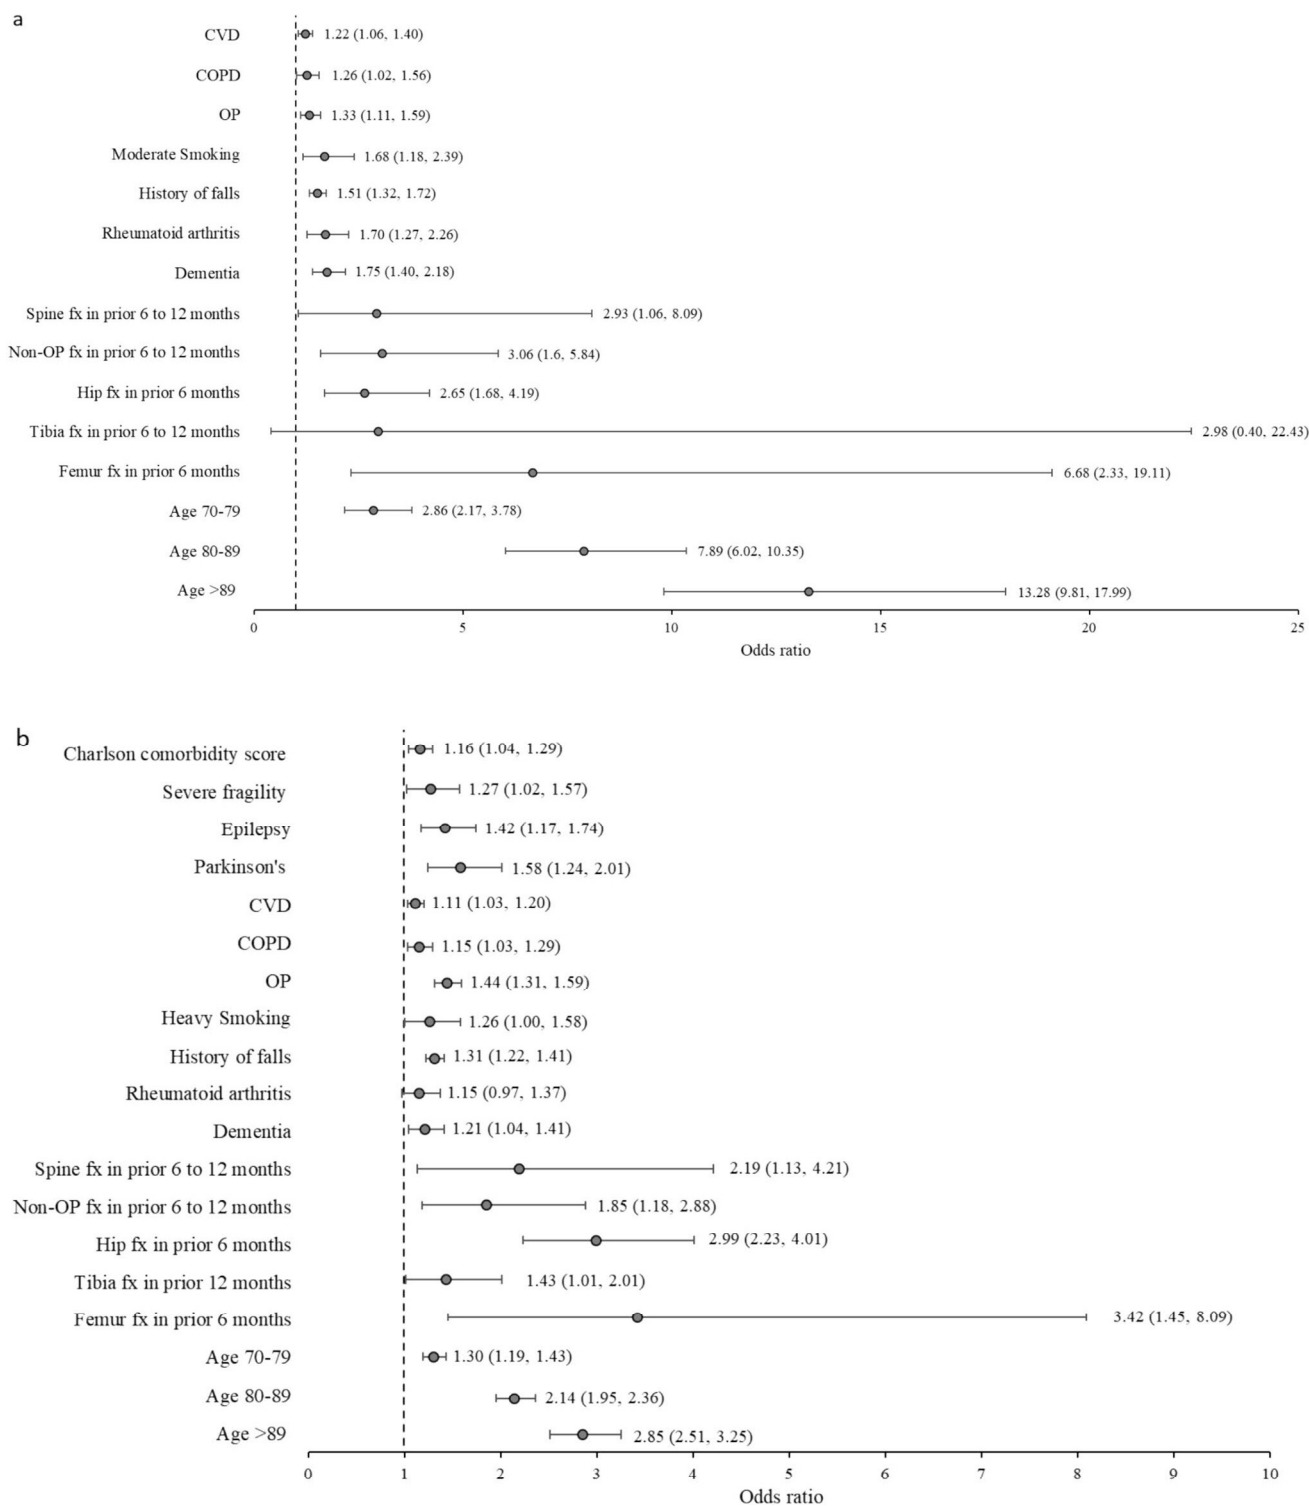 a
CVD 1.22 (1.06, 1.40)
COPD 1.26 (1.02, 1.56)
OP 1.33 (1.11, 1.59)
Moderate Smoking 1.68 (1.18, 2.39)
History of falls 1.51 (1.32, 1.72)
Rheumatoid arthritis 1.70 (1.27, 2.26)
Dementia 1.75 (1.40, 2.18)
Spine fx in prior 6 to 12 months 2.93 (1.06, 8.09)
Non-OP fx in prior 6 to 12 months 3.06 (1.6, 5.84)
Hip fx in prior 6 months 2.65 (1.68, 4.19)
Tibia fx in prior 6 to 12 months 2.98 (0.40, 22.43)
Femur fx in prior 6 months 6.68 (2.33, 19.11)
Age 70-79 2.86 (2.17, 3.78)
Age 80-89 7.89 (6.02, 10.35)
Age >89 13.28 (9.81, 17.99)
0 5 10 15 20 25
Odds ratio
b
Charlson comorbidity score 1.16 (1.04, 1.29)
Severe fragility 1.27 (1.02, 1.57)
Epilepsy 1.42 (1.17, 1.74)
Parkinson's 1.58 (1.24, 2.01)
CVD 1.11 (1.03, 1.20)
COPD 1.15 (1.03, 1.29)
OP 1.44 (1.31, 1.59)
Heavy Smoking 1.26 (1.00, 1.58)
History of falls 1.31 (1.22, 1.41)
Rheumatoid arthritis 1.15 (0.97, 1.37)
Dementia 1.21 (1.04, 1.41)
Spine fx in prior 6 to 12 months 2.19 (1.13, 4.21)
Non-OP fx in prior 6 to 12 months 1.85 (1.18, 2.88)
Hip fx in prior 6 months 2.99 (2.23, 4.01)
Tibia fx in prior 12 months 1.43 (1.01, 2.01)
Femur fx in prior 6 months 3.42 (1.45, 8.09)
Age 70-79 1.30 (1.19, 1.43)
Age 80-89 2.14 (1.95, 2.36)
Age >89 2.85 (2.51, 3.25)
0 1 2 3 4 5 6 7 8 9 10
Odds ratio